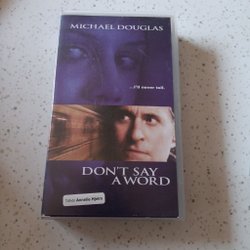 MICHAEL DOUGLAS
...I'll never tell.
DON'T SAY
A WORD